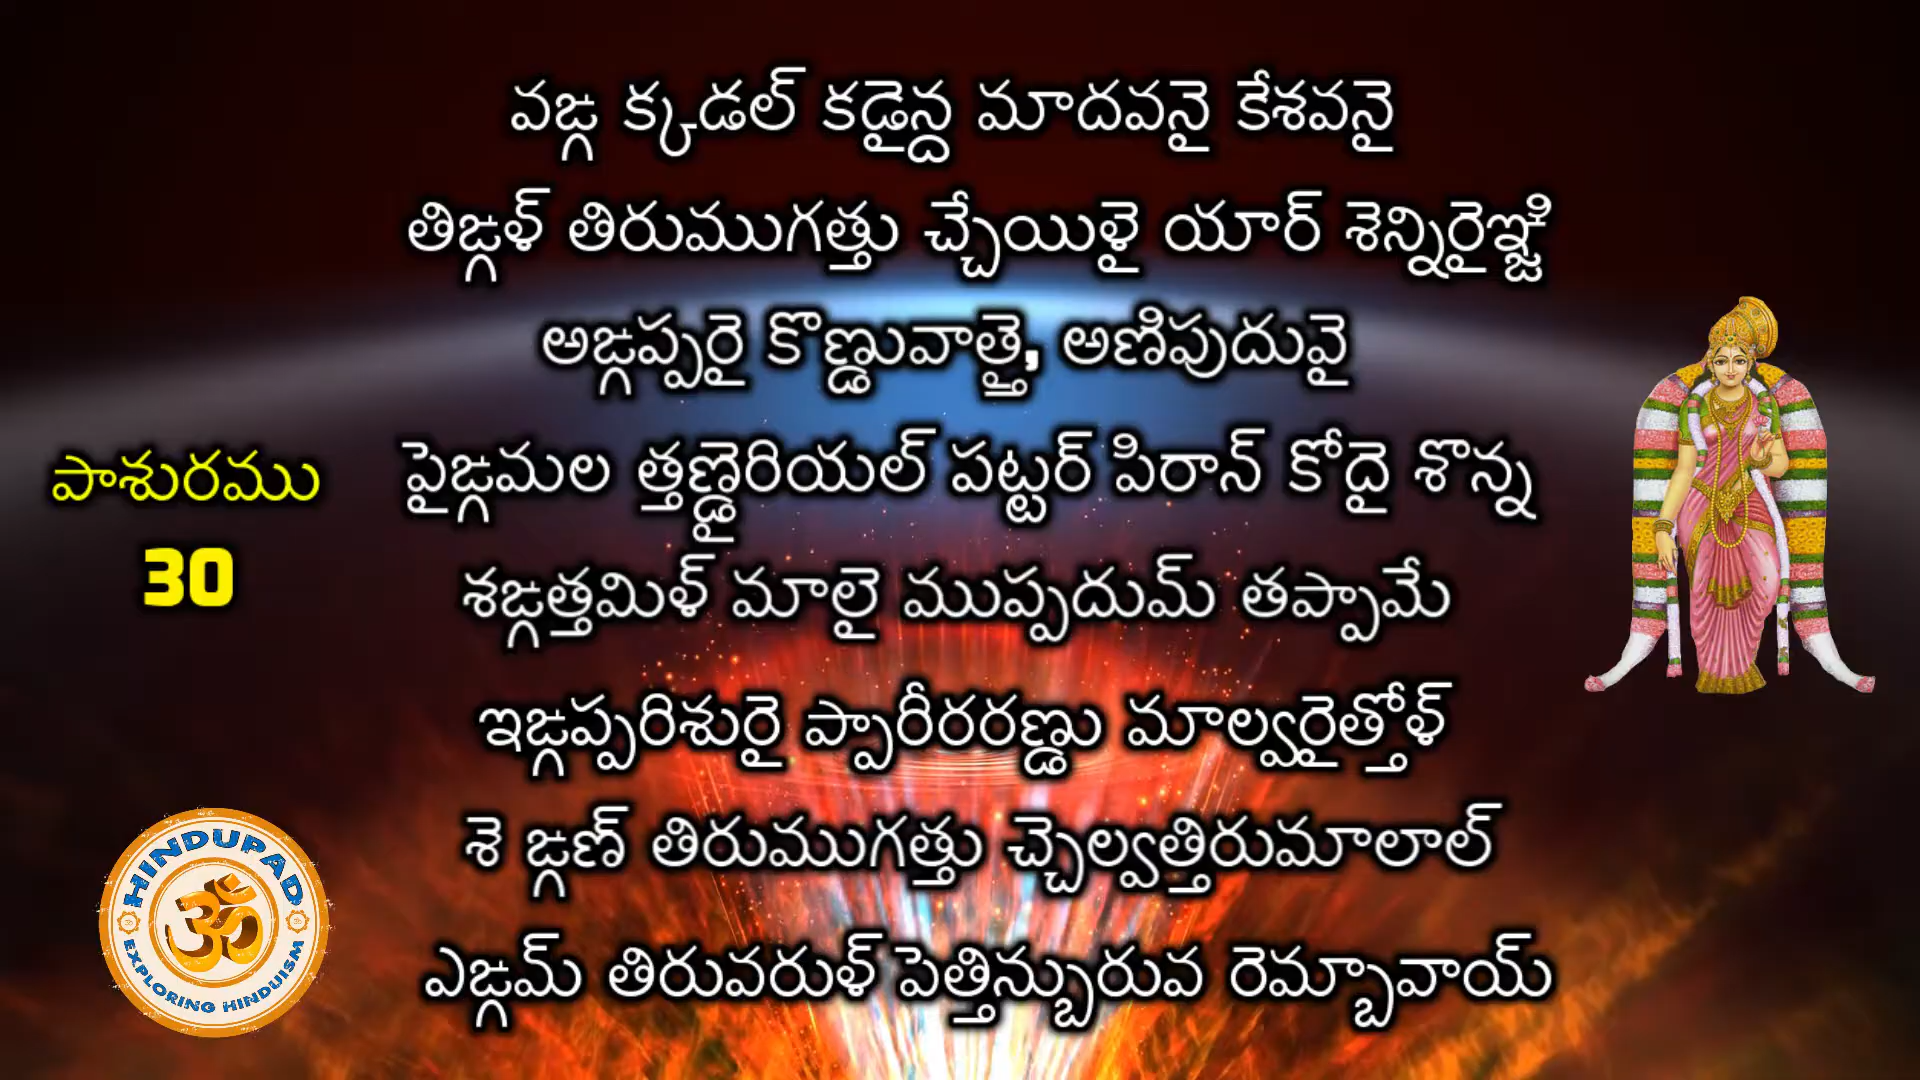 వఙ్గ క్కడల్ కడైన్ద మాదవనై కేశవనై
తిఙ్గళ్ తిరుముగత్తు చ్చేయిళై యార్ శెన్నిరైఞ్జి
అఙ్గప్పరై కొణ్డువాత్తై, అణిపుదువై
పైఙ్గమల త్తణ్డైరియల్ పట్టర్ పిరాన్ కోదై శొన్న
శఙ్గత్తమిళ్ మాలై ముప్పదుమ్ తప్పామే
ఇఙ్గప్పరిశురై ప్పారీరరణ్డు మాల్వరైత్తోళ్
శె ఙ్గణ్ తిరుముగత్తు చ్చెల్వత్తిరుమాలాల్
ఎఙ్గమ్ తిరువరుళ్ పెత్తిన్బురువ రెమ్బావాయ్
పాశురము
30
HINDUPAD
ॐ
EXPLORING HINDUISM